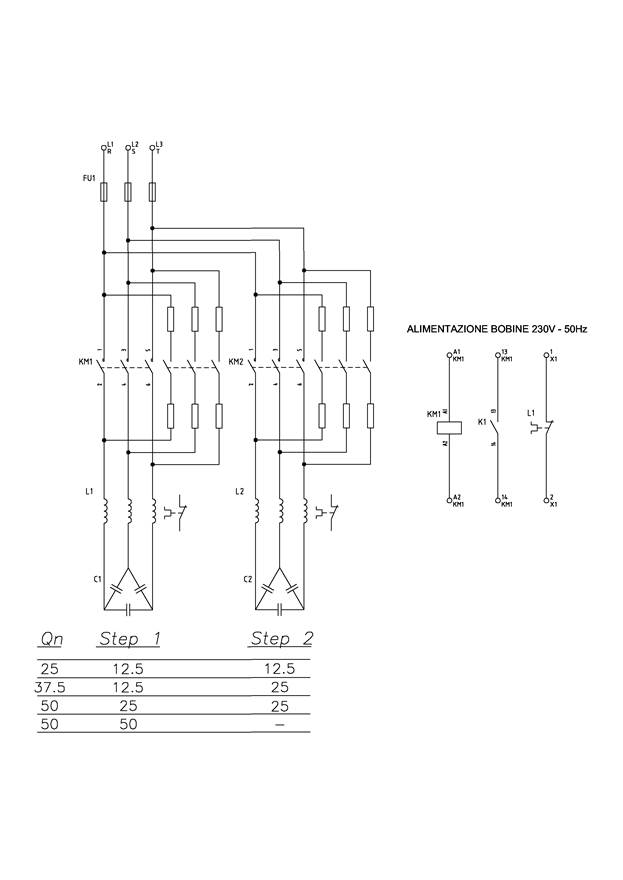 L1 L2 L3
R S T
FU1
ALIMENTAZIONE BOBINE 230V - 50Hz
1 3 5 1 3 5
KM1 KM2
2 4 6 2 4 6
A1 13 1
KM1 KM1 X1
A1 13
KM1 K1 L1
A2 14
A2 14 2
KM1 KM1 X1
L1 L2
C1 C2
Qn Step 1 Step 2
25 12.5 12.5
37.5 12.5 25
50 25 25
50 50 -